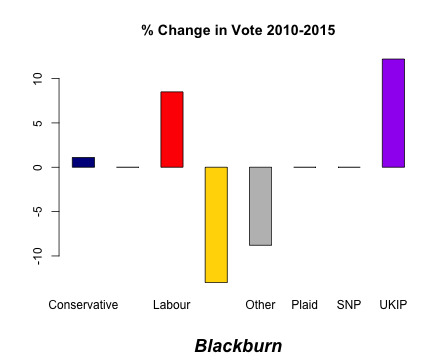 % Change in Vote 2010-2015
10
5
0
-5
-10
Conservative Labour Other Plaid SNP UKIP
Blackburn